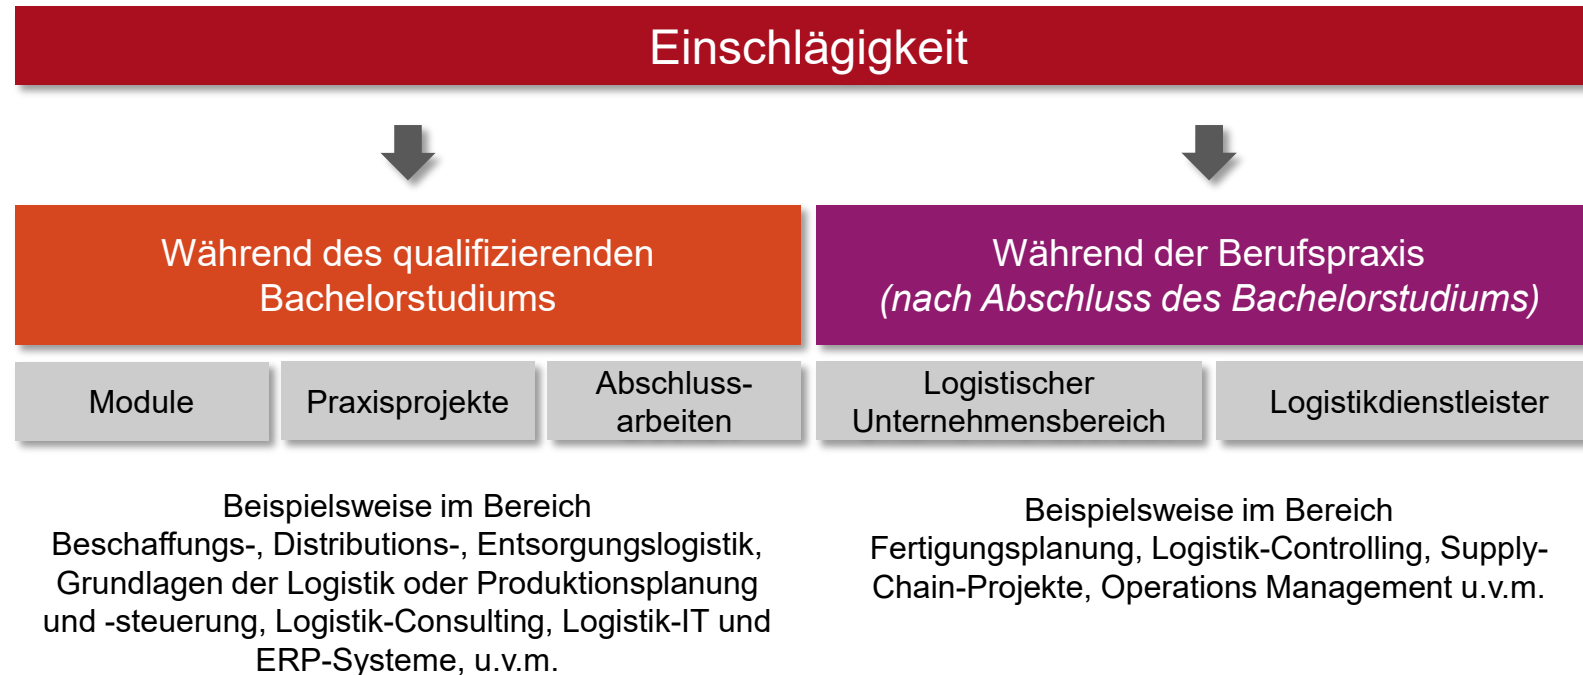 Einschlägigkeit
Während des qualifizierenden
Bachelorstudiums
Während der Berufspraxis
(nach Abschluss des Bachelorstudiums)
Module
Praxisprojekte
Abschluss-
arbeiten
Logistischer
Unternehmensbereich
Logistikdienstleister
Beispielsweise im Bereich
Beschaffungs-, Distributions-, Entsorgungslogistik,
Grundlagen der Logistik oder Produktionsplanung
und -steuerung, Logistik-Consulting, Logistik-IT und
ERP-Systeme, u.v.m.
Beispielsweise im Bereich
Fertigungsplanung, Logistik-Controlling, Supply-
Chain-Projekte, Operations Management u.v.m.